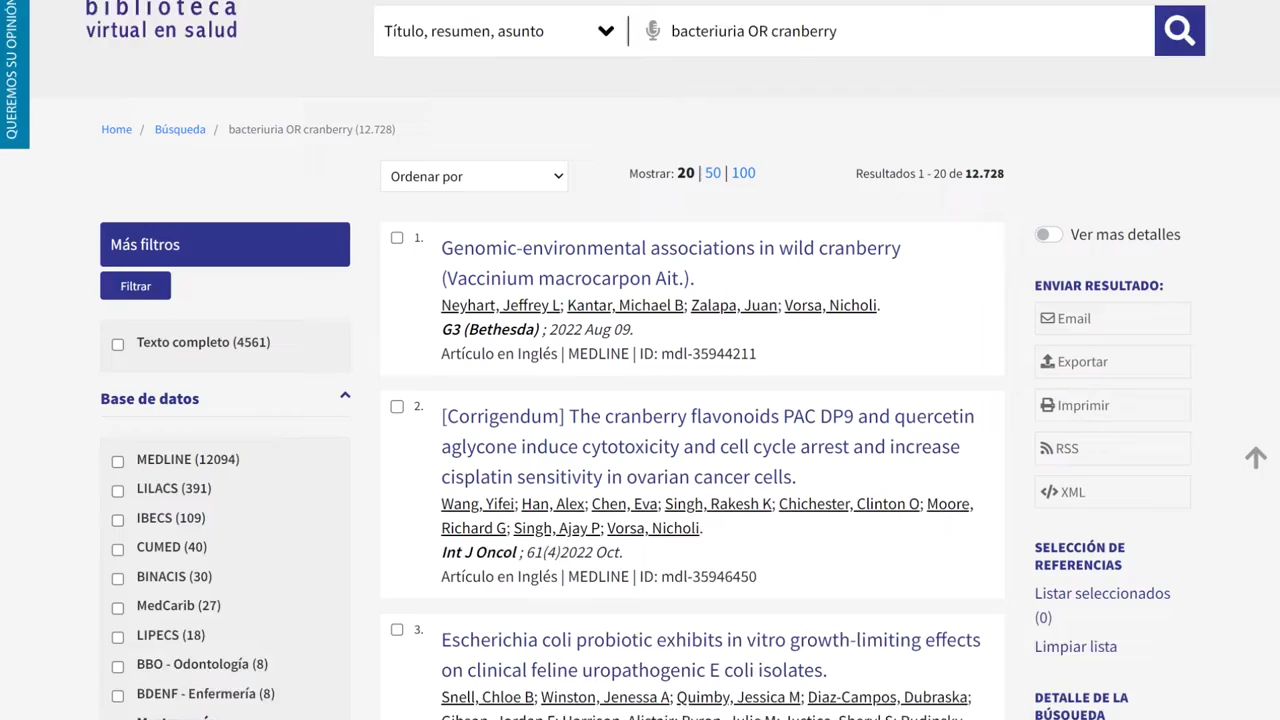 QUEREMOS SU OPINIÓN
biblioteca
virtual en salud
Título, resumen, asunto
bacteriuria OR cranberry
Home / Búsqueda / bacteriuria OR cranberry (12.728)
Ordenar por
Mostrar: 20 | 50 | 100
Resultados 1 - 20 de 12.728
Más filtros
Filtrar
Texto completo (4561)
Base de datos
MEDLINE (12094)
LILACS (391)
IBECS (109)
CUMED (40)
BINACIS (30)
MedCarib (27)
LIPECS (18)
BBO - Odontología (8)
BDENF - Enfermería (8)
1. Genomic-environmental associations in wild cranberry
(Vaccinium macrocarpon Ait.).
Neyhart, Jeffrey L; Kantar, Michael B; Zalapa, Juan; Vorsa, Nicholi.
G3 (Bethesda) ; 2022 Aug 09.
Artículo en Inglés | MEDLINE | ID: mdl-35944211
2. [Corrigendum] The cranberry flavonoids PAC DP9 and quercetin
aglycone induce cytotoxicity and cell cycle arrest and increase
cisplatin sensitivity in ovarian cancer cells.
Wang, Yifei; Han, Alex; Chen, Eva; Singh, Rakesh K; Chichester, Clinton O; Moore,
Richard G; Singh, Ajay P; Vorsa, Nicholi.
Int J Oncol ; 61(4)2022 Oct.
Artículo en Inglés | MEDLINE | ID: mdl-35946450
3. Escherichia coli probiotic exhibits in vitro growth-limiting effects
on clinical feline uropathogenic E coli isolates.
Snell, Chloe B; Winston, Jenessa A; Quimby, Jessica M; Diaz-Campos, Dubraska;
Ver mas detalles
ENVIAR RESULTADO:
Email
Exportar
Imprimir
RSS
XML
SELECCIÓN DE
REFERENCIAS
Listar seleccionados
(0)
Limpiar lista
DETALLE DE LA
BÚSQUEDA